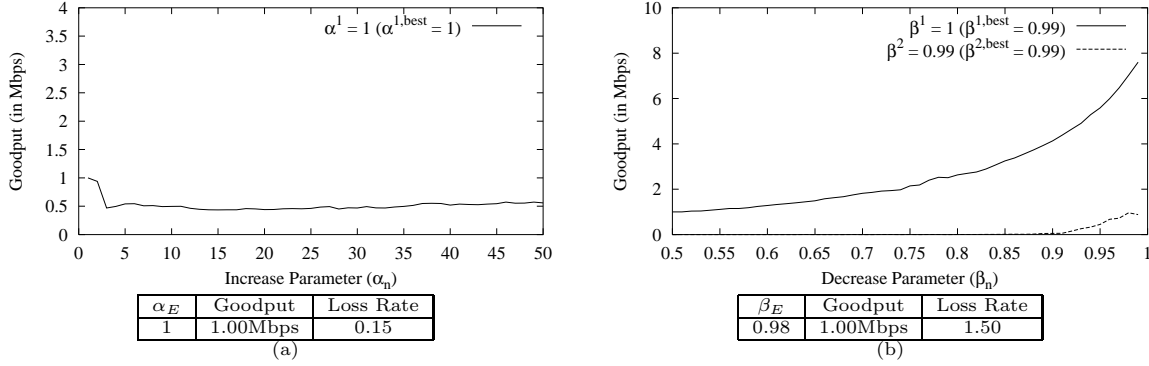 4
3.5
3
2.5
2
1.5
1
0.5
0
Goodput (in Mbps)
α¹ = 1 (α^{1,best} = 1)
0 5 10 15 20 25 30 35 40 45 50
Increase Parameter (α_n)
α_E Goodput Loss Rate
1 1.00Mbps 0.15
(a)
10
8
6
4
2
0
Goodput (in Mbps)
β¹ = 1 (β^{1,best} = 0.99)
β² = 0.99 (β^{2,best} = 0.99)
0.5 0.55 0.6 0.65 0.7 0.75 0.8 0.85 0.9 0.95 1
Decrease Parameter (β_n)
β_E Goodput Loss Rate
0.98 1.00Mbps 1.50
(b)